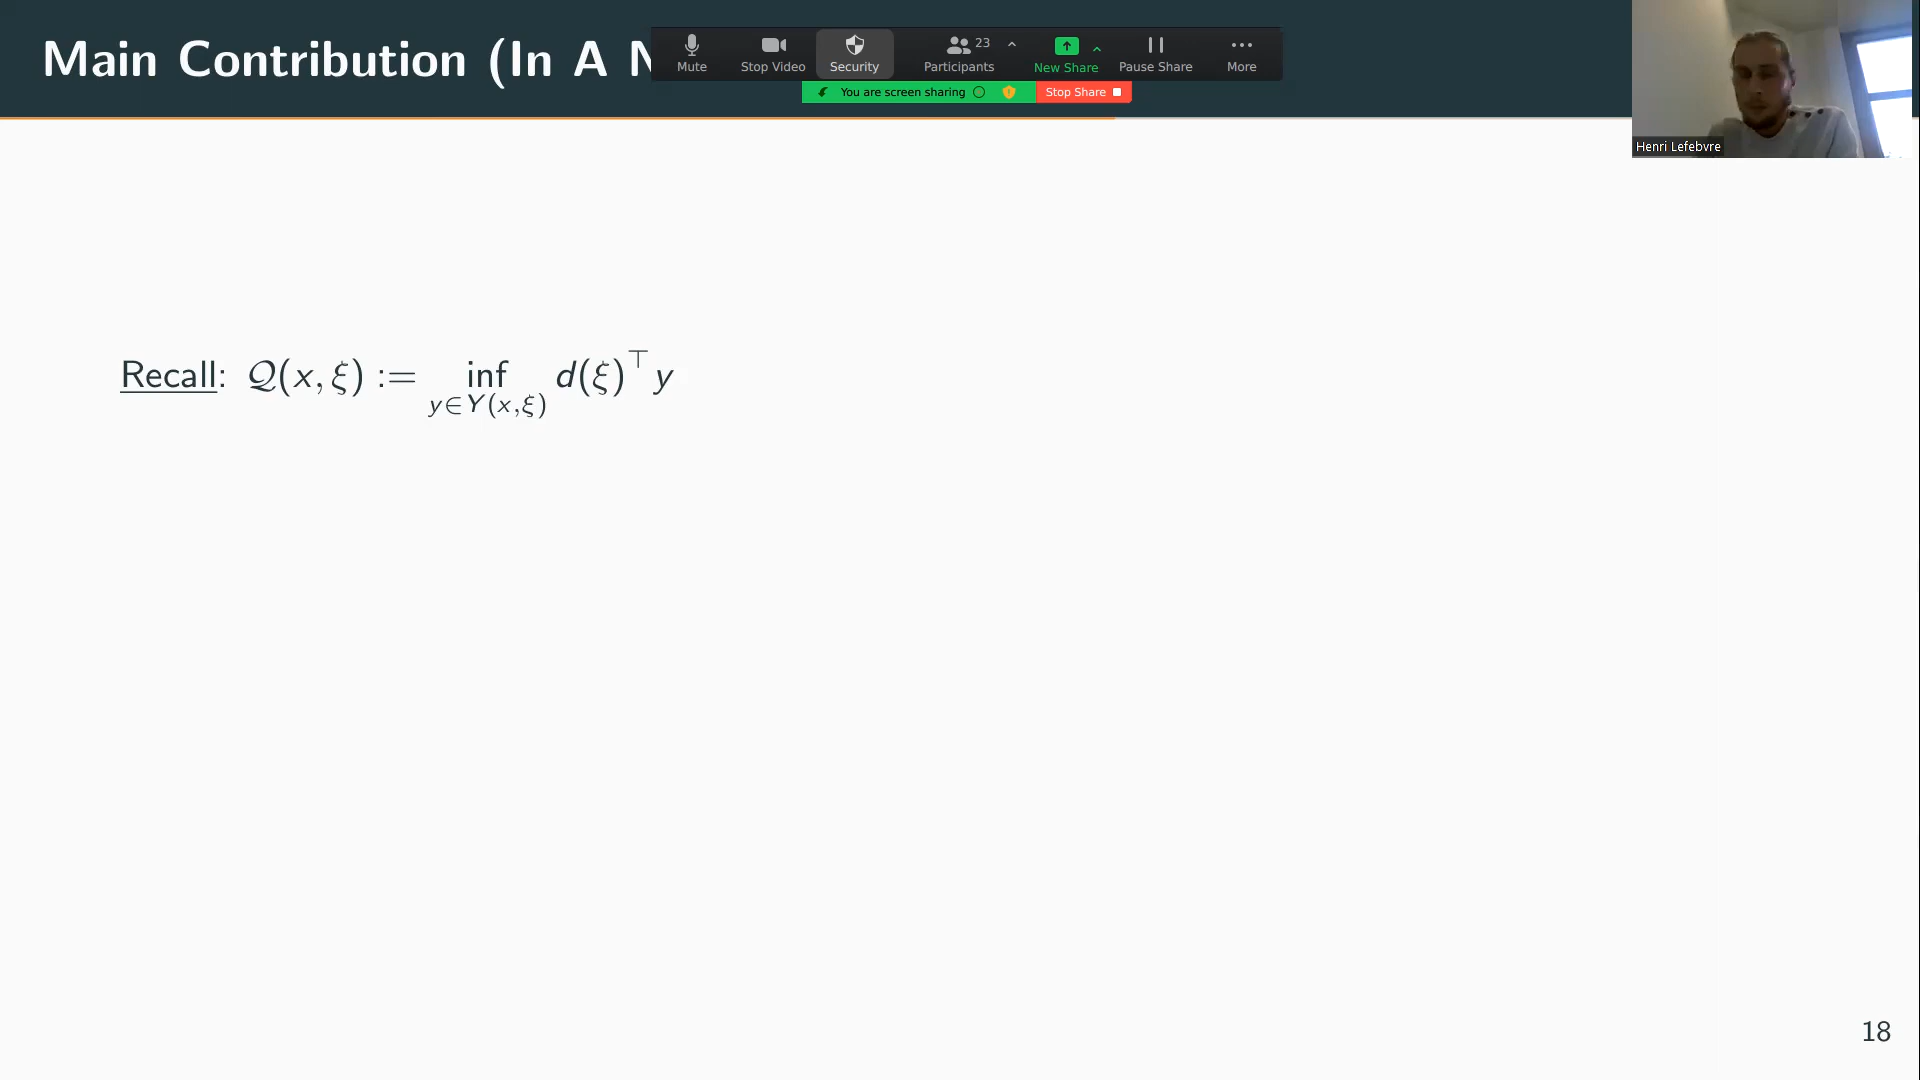 Main Contribution (In A N
Mute
Stop Video
Security
Participants
23
New Share
Pause Share
More
You are screen sharing
Stop Share
Henri Lefebvre
Recall: 𝒬(x, ξ) := inf d(ξ)⊤y
y∈Y(x,ξ)
18